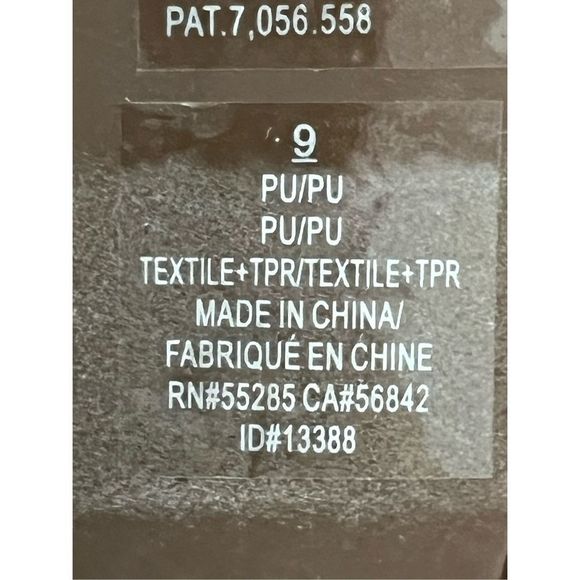 PAT.7,056.558
9
PU/PU
PU/PU
TEXTILE+TPR/TEXTILE+TPR
MADE IN CHINA/
FABRIQUÉ EN CHINE
RN#55285 CA#56842
ID#13388